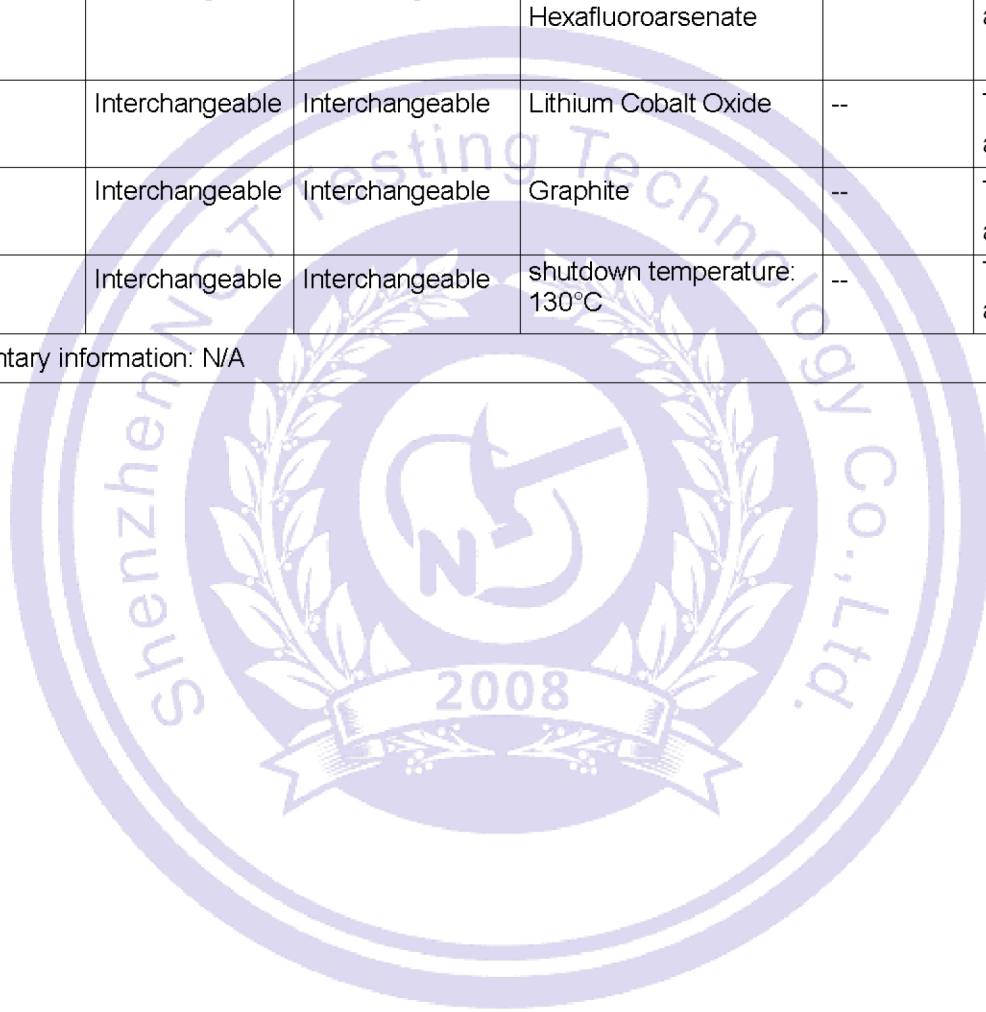 Hexafluoroarsenate
Interchangeable Interchangeable Lithium Cobalt Oxide --
Interchangeable Interchangeable Graphite --
Interchangeable Interchangeable shutdown temperature: --
130°C
ntary information: N/A
Shenzhen NCT Testing Technology Co., Ltd.
N
2008